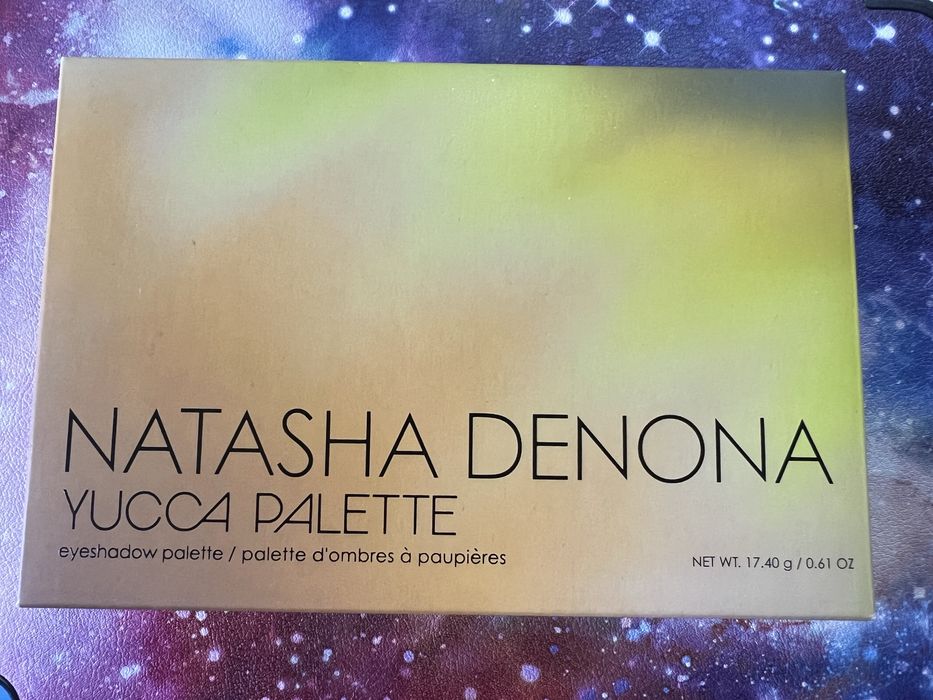 NATASHA DENONA
YUCCA PALETTE
eyeshadow palette / palette d'ombres à paupières
NET WT. 17.40 g / 0.61 OZ